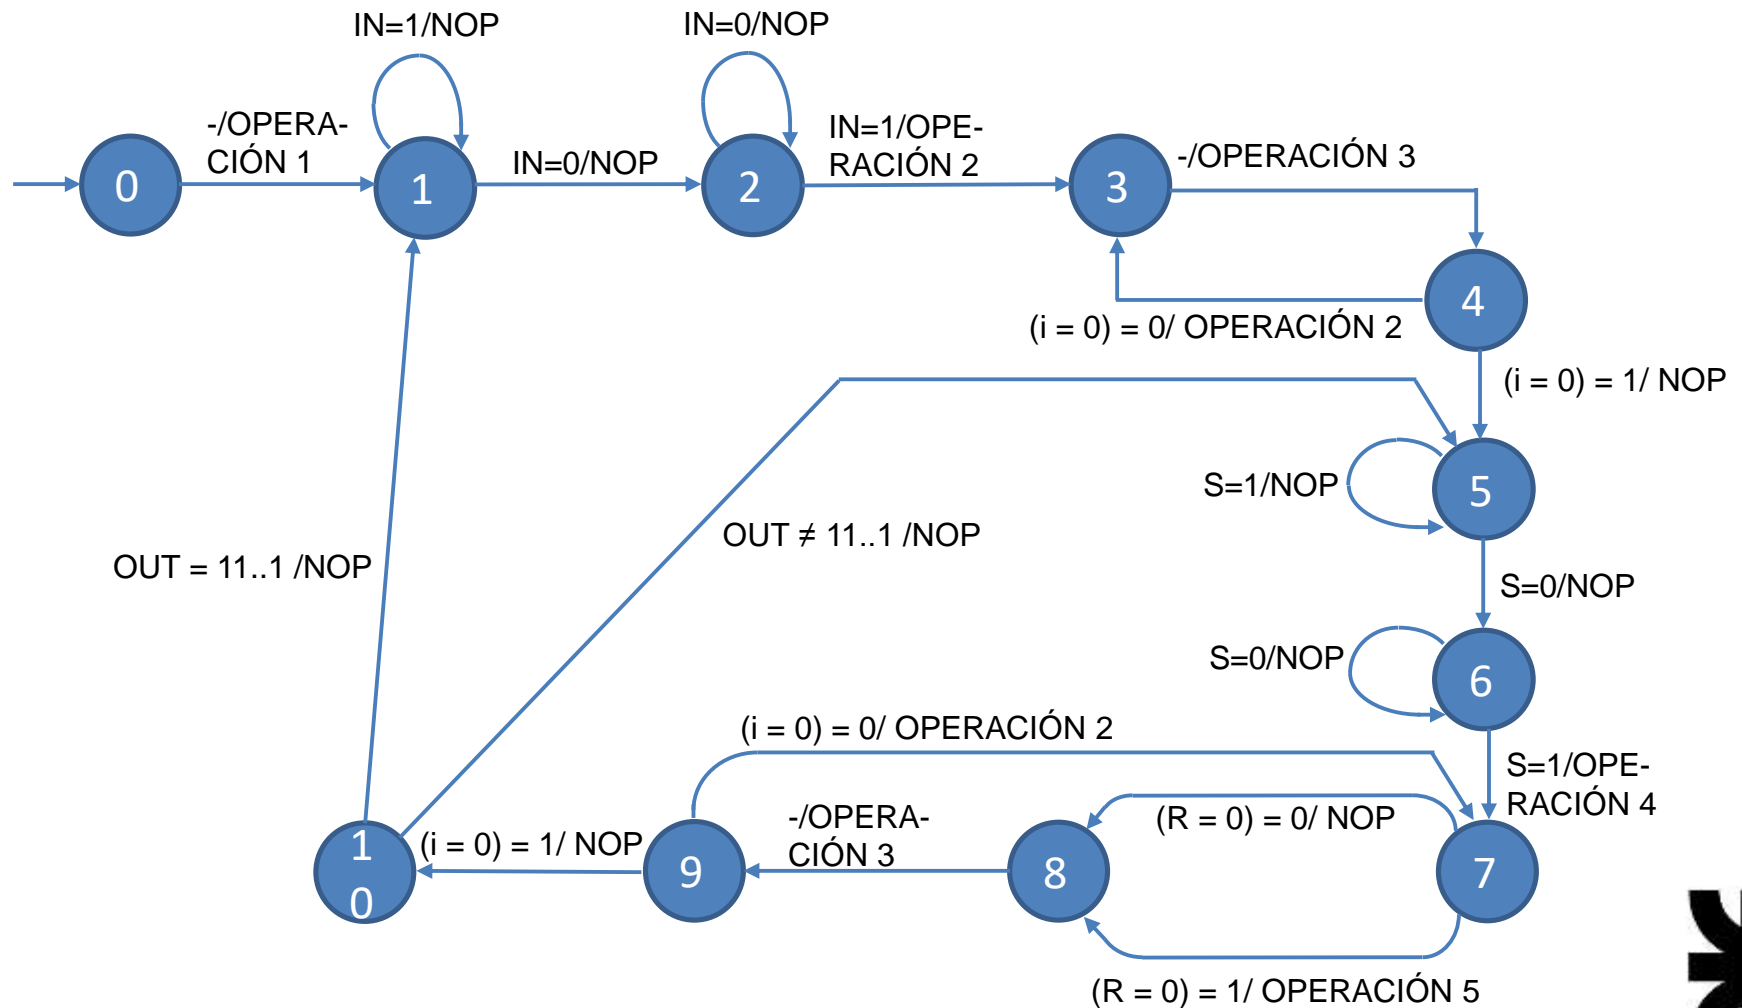 IN=1/NOP
IN=0/NOP
-/OPERA-
CIÓN 1
IN=1/OPE-
RACIÓN 2
-/OPERACIÓN 3
IN=0/NOP
0
1
2
3
4
(i = 0) = 0/ OPERACIÓN 2
(i = 0) = 1/ NOP
S=1/NOP
5
OUT ≠ 11..1 /NOP
OUT = 11..1 /NOP
S=0/NOP
S=0/NOP
6
(i = 0) = 0/ OPERACIÓN 2
S=1/OPE-
RACIÓN 4
-/OPERA-
CIÓN 3
(R = 0) = 0/ NOP
(i = 0) = 1/ NOP
1
0
9
8
7
(R = 0) = 1/ OPERACIÓN 5